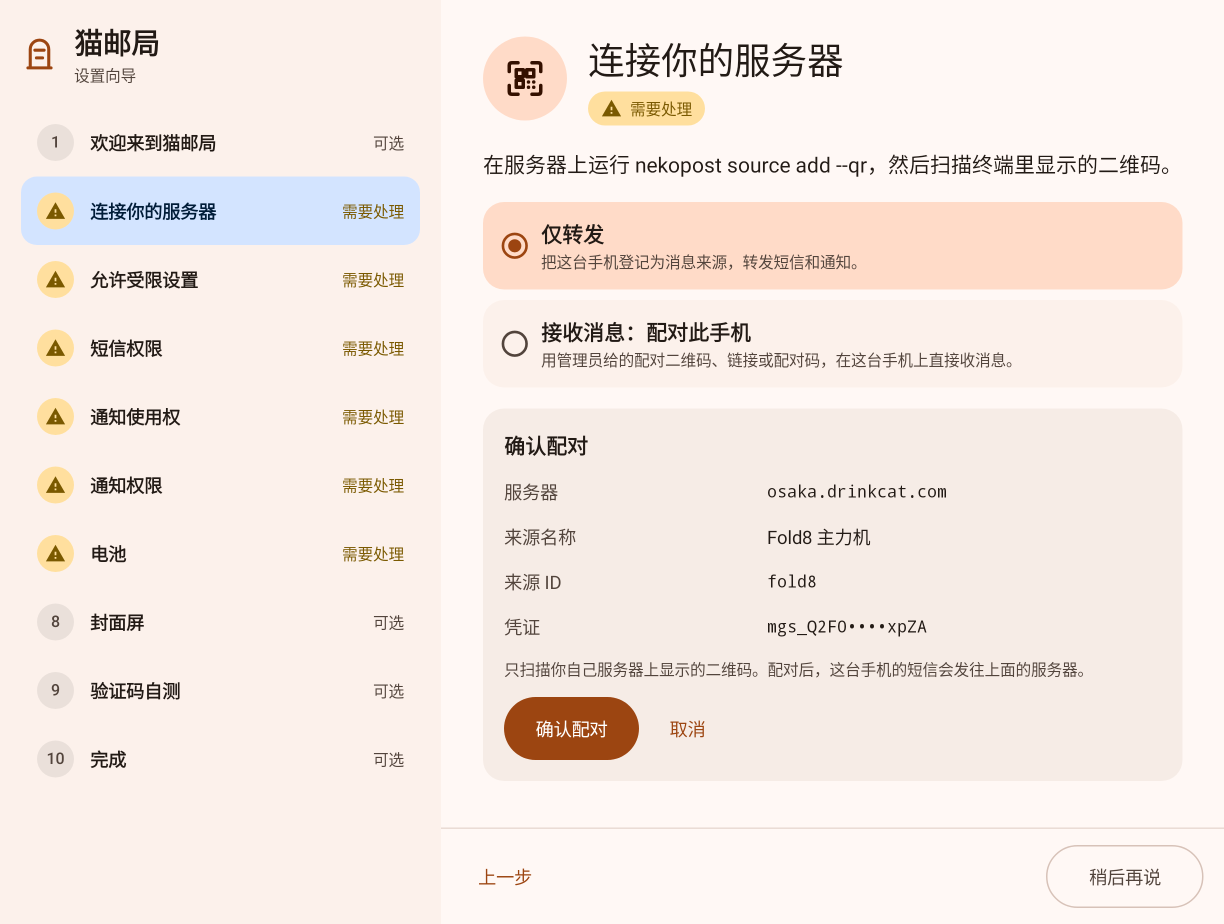 猫邮局
设置向导
1 欢迎来到猫邮局 可选
连接你的服务器 需要处理
允许受限设置 需要处理
短信权限 需要处理
通知使用权 需要处理
通知权限 需要处理
电池 需要处理
8 封面屏 可选
9 验证码自测 可选
10 完成 可选
连接你的服务器
需要处理
在服务器上运行 nekopost source add --qr，然后扫描终端里显示的二维码。
仅转发
把这台手机登记为消息来源，转发短信和通知。
接收消息：配对此手机
用管理员给的配对二维码、链接或配对码，在这台手机上直接收消息。
确认配对
服务器 osaka.drinkcat.com
来源名称 Fold8 主力机
来源 ID fold8
凭证 mgs_Q2FO••••xpZA
只扫描你自己服务器上显示的二维码。配对后，这台手机的短信会发往上面的服务器。
确认配对 取消
上一步 稍后再说